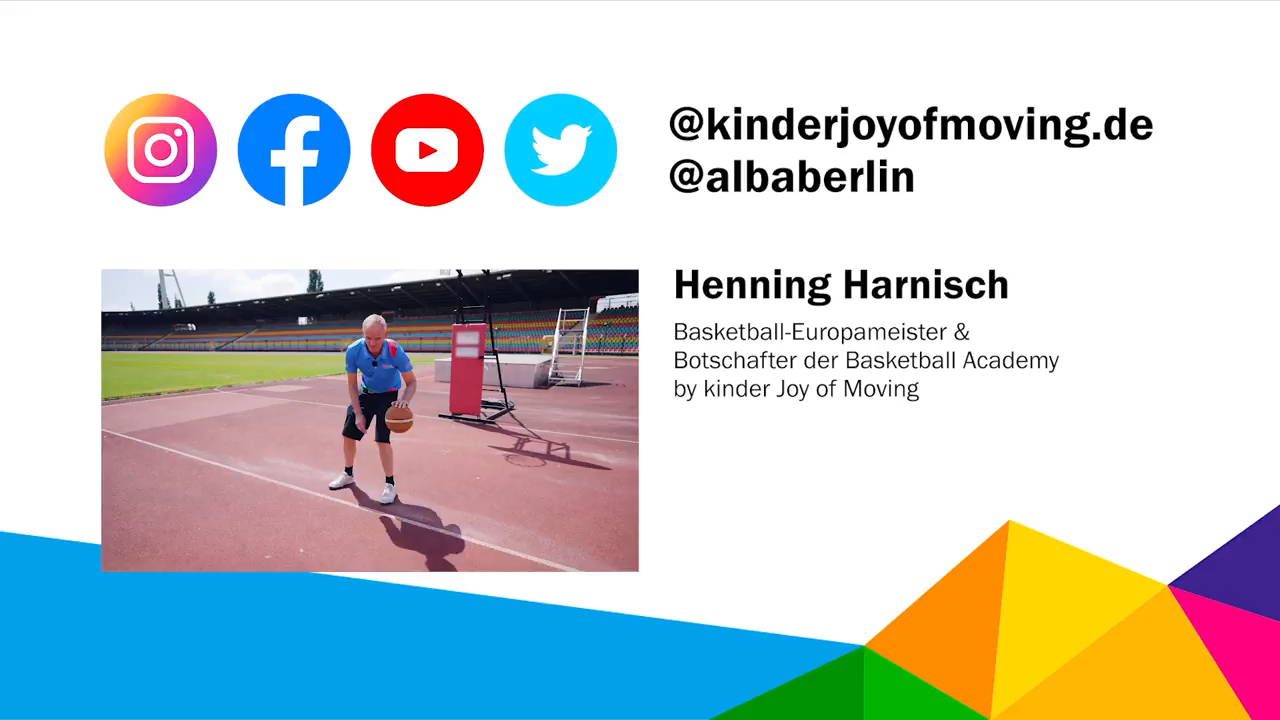 @kinderjoyofmoving.de
@albaberlin
Henning Harnisch
Basketball-Europameister &
Botschafter der Basketball Academy
by kinder Joy of Moving